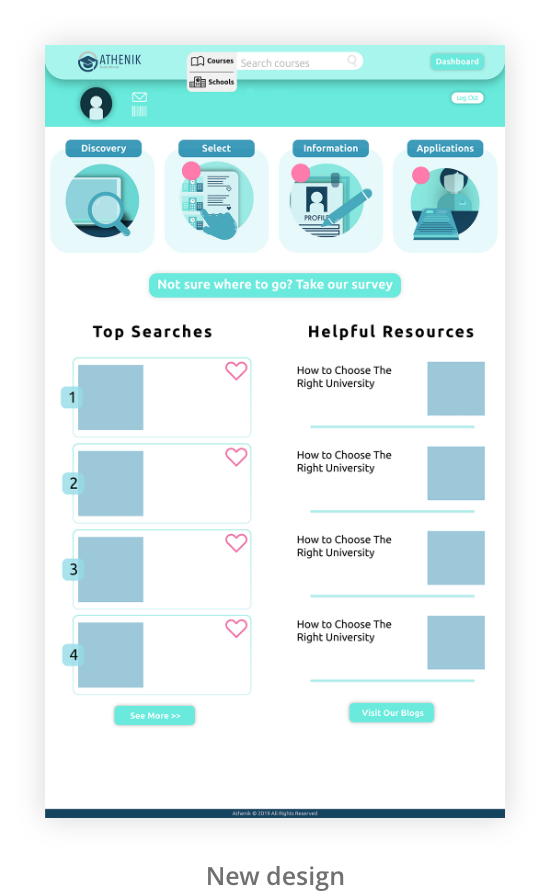 ATHENIK
Courses
Schools
Search courses
Dashboard
Log Out
Discovery
Select
Information
Applications
PROFILE
Not sure where to go? Take our survey
Top Searches
1
2
3
4
See More >>
Helpful Resources
How to Choose The
Right University
How to Choose The
Right University
How to Choose The
Right University
How to Choose The
Right University
Visit Our Blogs
Athenik © 2019 All Rights Reserved
New design